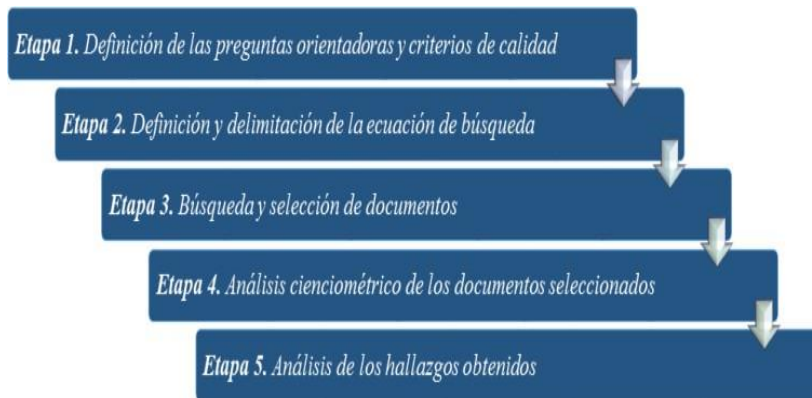 Etapa 1. Definición de las preguntas orientadoras y criterios de calidad
Etapa 2. Definición y delimitación de la ecuación de búsqueda
Etapa 3. Búsqueda y selección de documentos
Etapa 4. Análisis cienciométrico de los documentos seleccionados
Etapa 5. Análisis de los hallazgos obtenidos